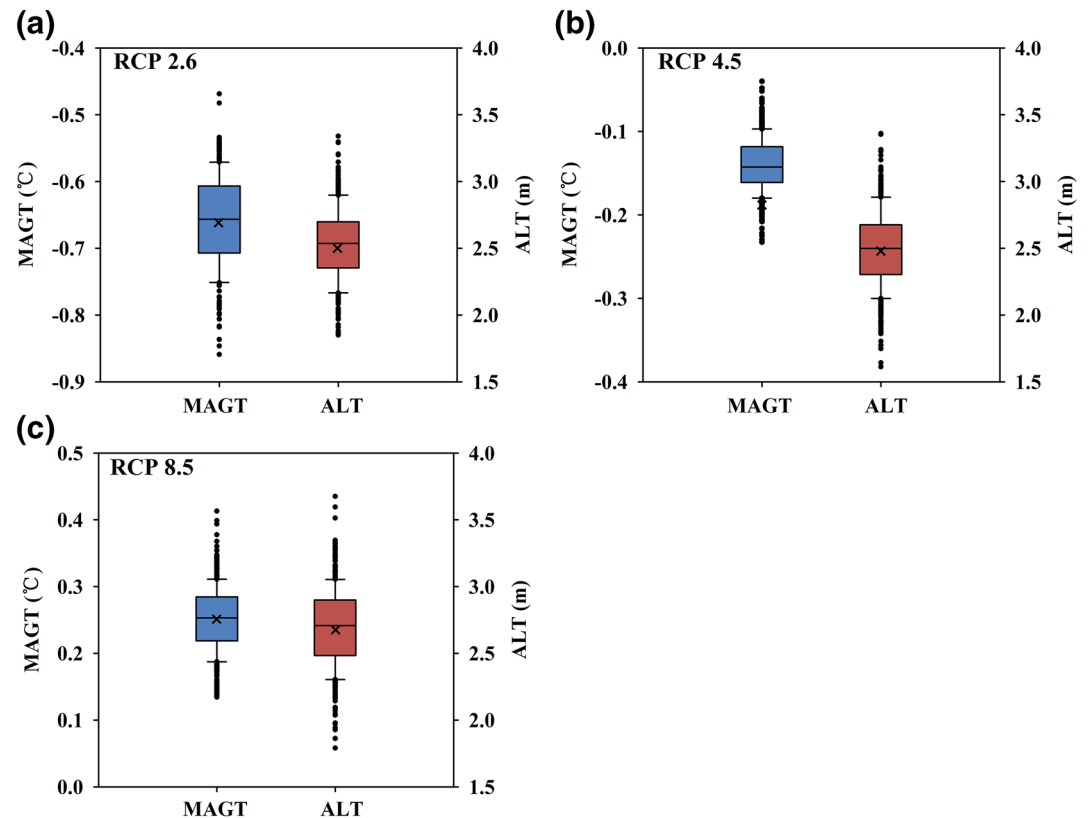 (a)
RCP 2.6
-0.4
-0.5
-0.6
-0.7
-0.8
-0.9
MAGT (℃)
4.0
3.5
3.0
2.5
2.0
1.5
ALT (m)
MAGT ALT
(b)
RCP 4.5
0.0
-0.1
-0.2
-0.3
-0.4
MAGT (℃)
4.0
3.5
3.0
2.5
2.0
1.5
ALT (m)
MAGT ALT
(c)
RCP 8.5
0.5
0.4
0.3
0.2
0.1
0.0
MAGT (℃)
4.0
3.5
3.0
2.5
2.0
1.5
ALT (m)
MAGT ALT